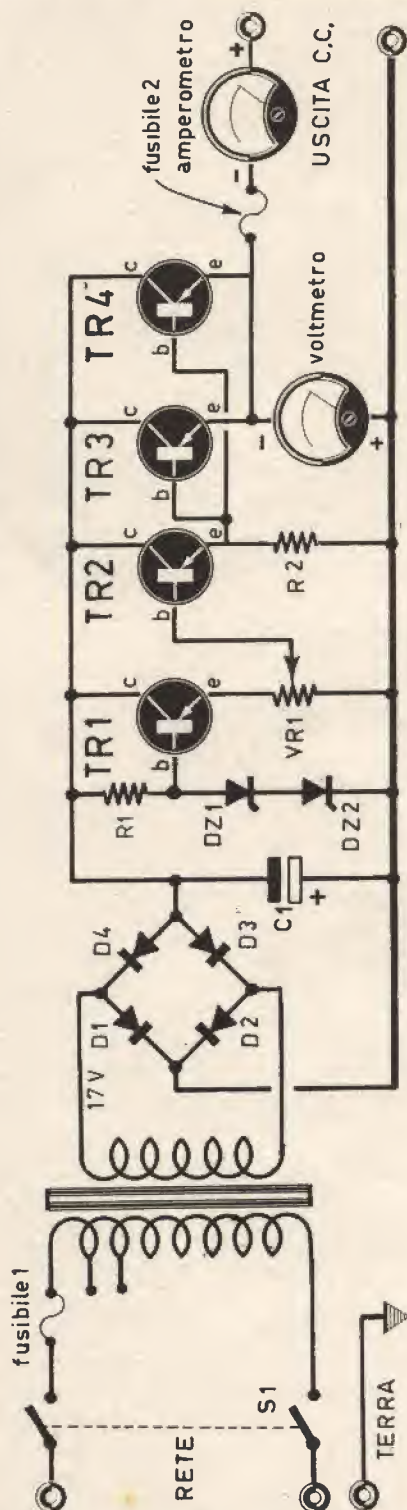 fusibile 1
RETE
S1
TERRA
17V
D1
D4
D2
D3
C1
+
R1
DZ1
DZ2
TR1
b
c
e
VR1
TR2
b
c
e
R2
TR3
b
c
e
TR4
b
c
e
voltmetro
-
+
fusibile 2
amperometro
-
+
USCITA C.C.